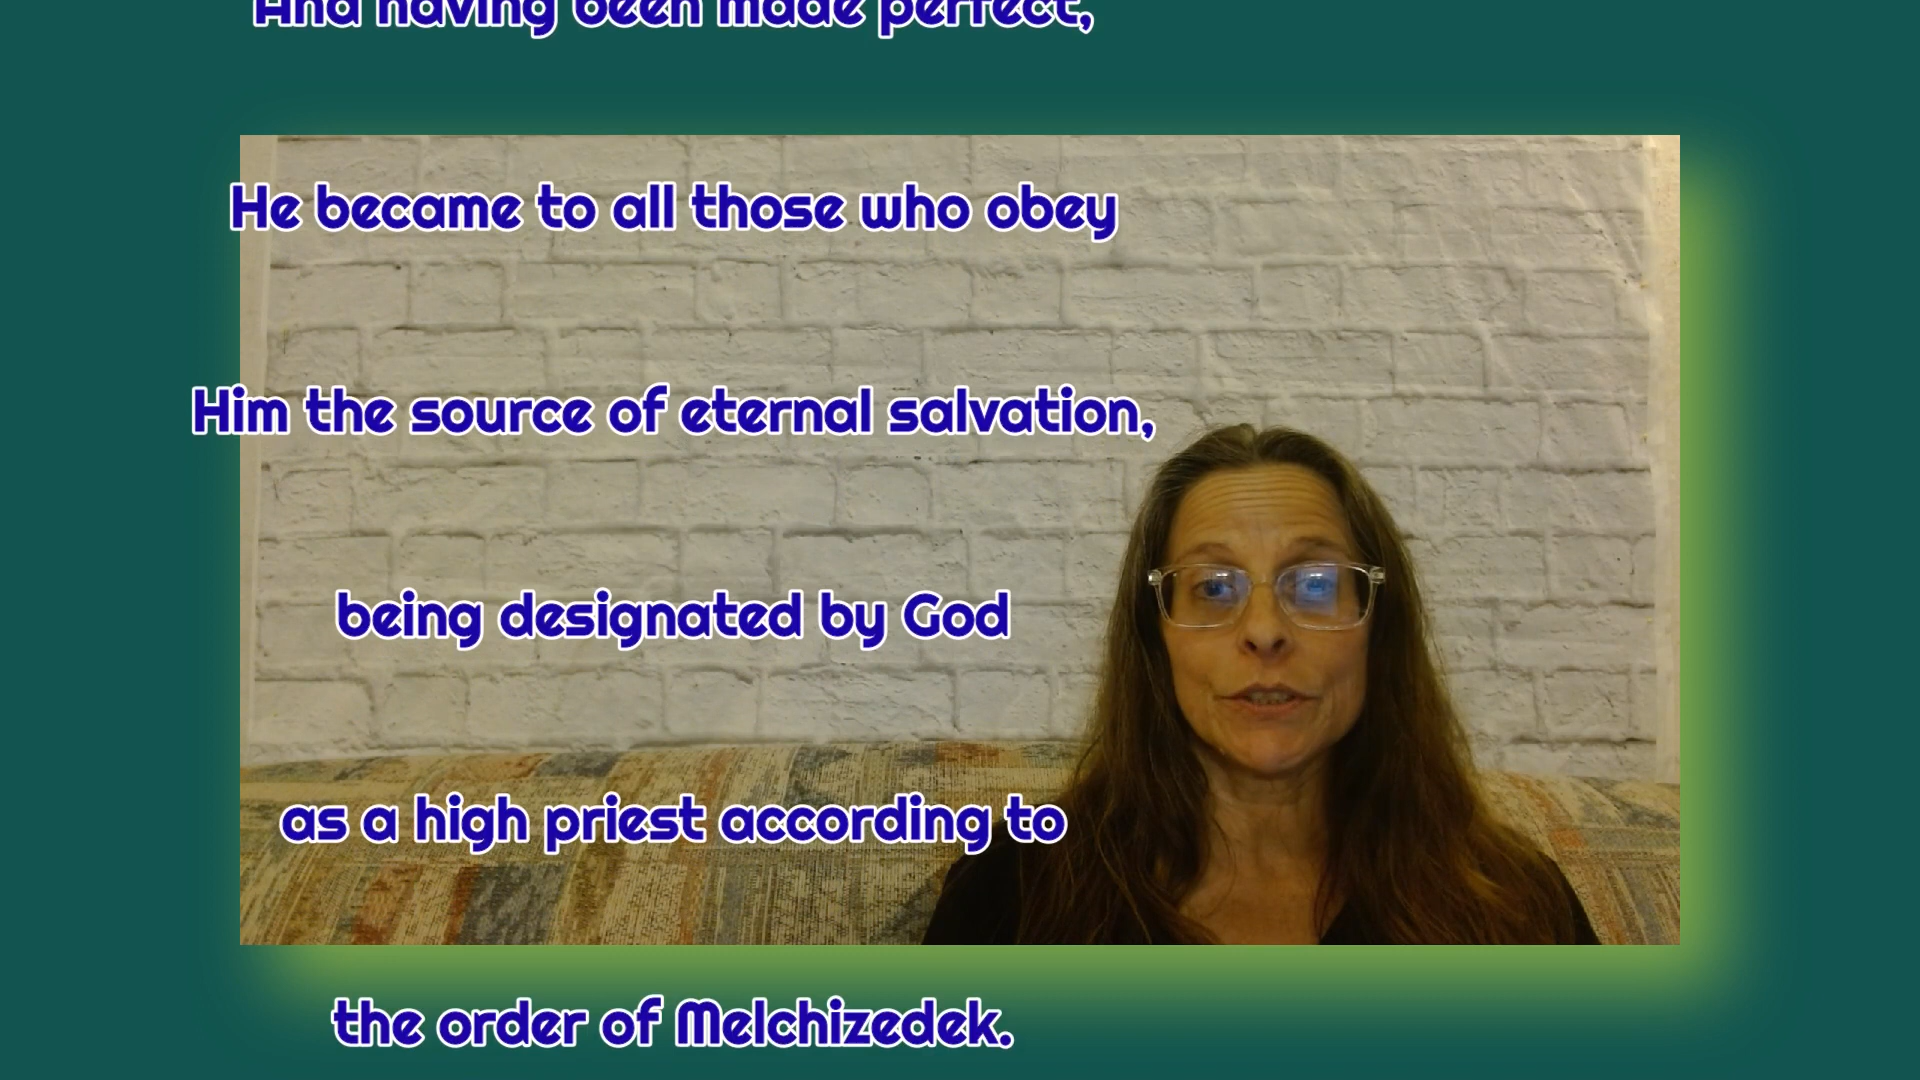 And having been made perfect,
He became to all those who obey
Him the source of eternal salvation,
being designated by God
as a high priest according to
the order of Melchizedek.